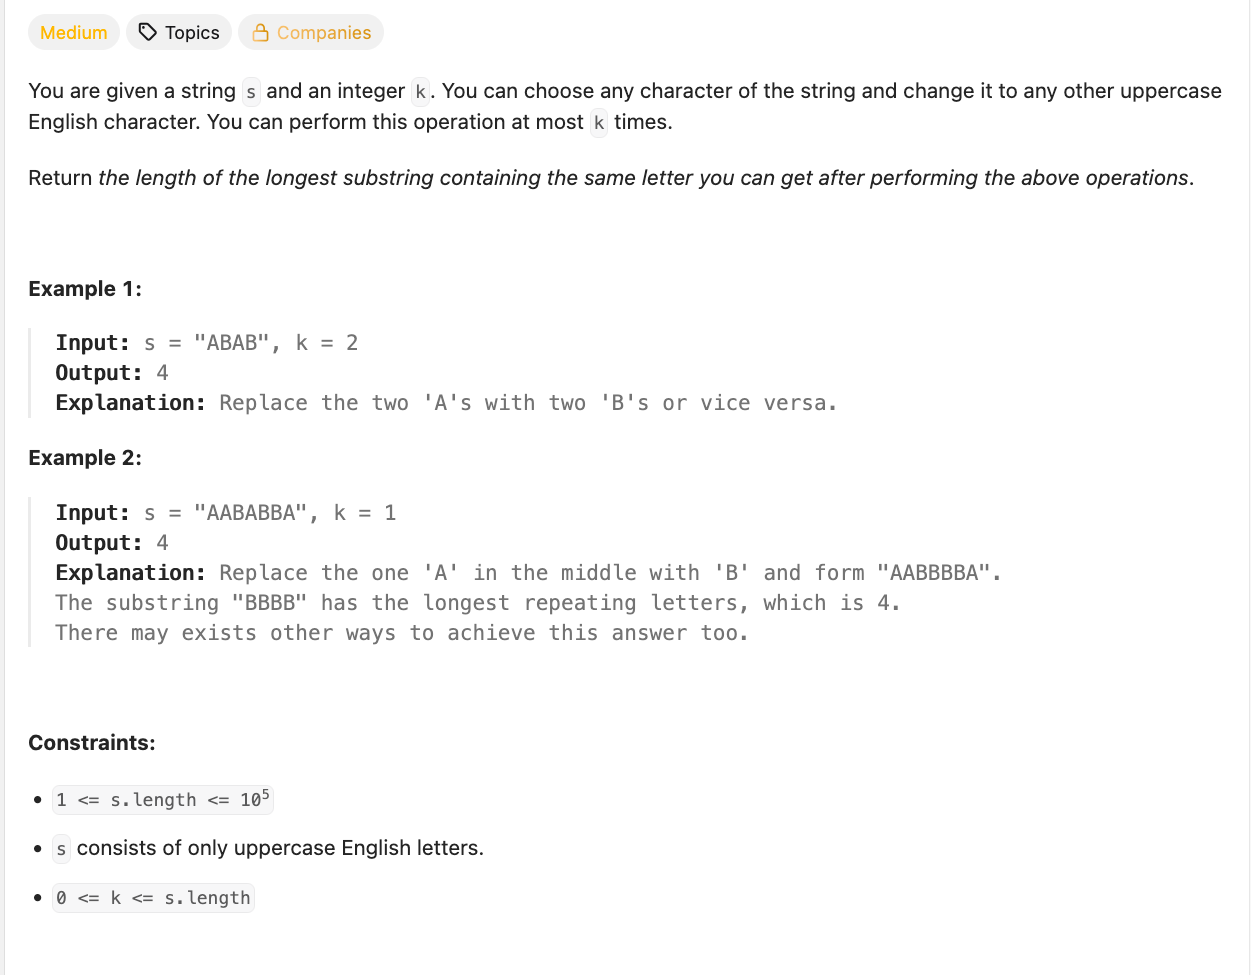 Medium Topics Companies
You are given a string s and an integer k. You can choose any character of the string and change it to any other uppercase
English character. You can perform this operation at most k times.
Return the length of the longest substring containing the same letter you can get after performing the above operations.
Example 1:
Input: s = "ABAB", k = 2
Output: 4
Explanation: Replace the two 'A's with two 'B's or vice versa.
Example 2:
Input: s = "AABABBA", k = 1
Output: 4
Explanation: Replace the one 'A' in the middle with 'B' and form "AABBBBA".
The substring "BBBB" has the longest repeating letters, which is 4.
There may exists other ways to achieve this answer too.
Constraints:
• 1 <= s.length <= 10⁵
• s consists of only uppercase English letters.
• 0 <= k <= s.length